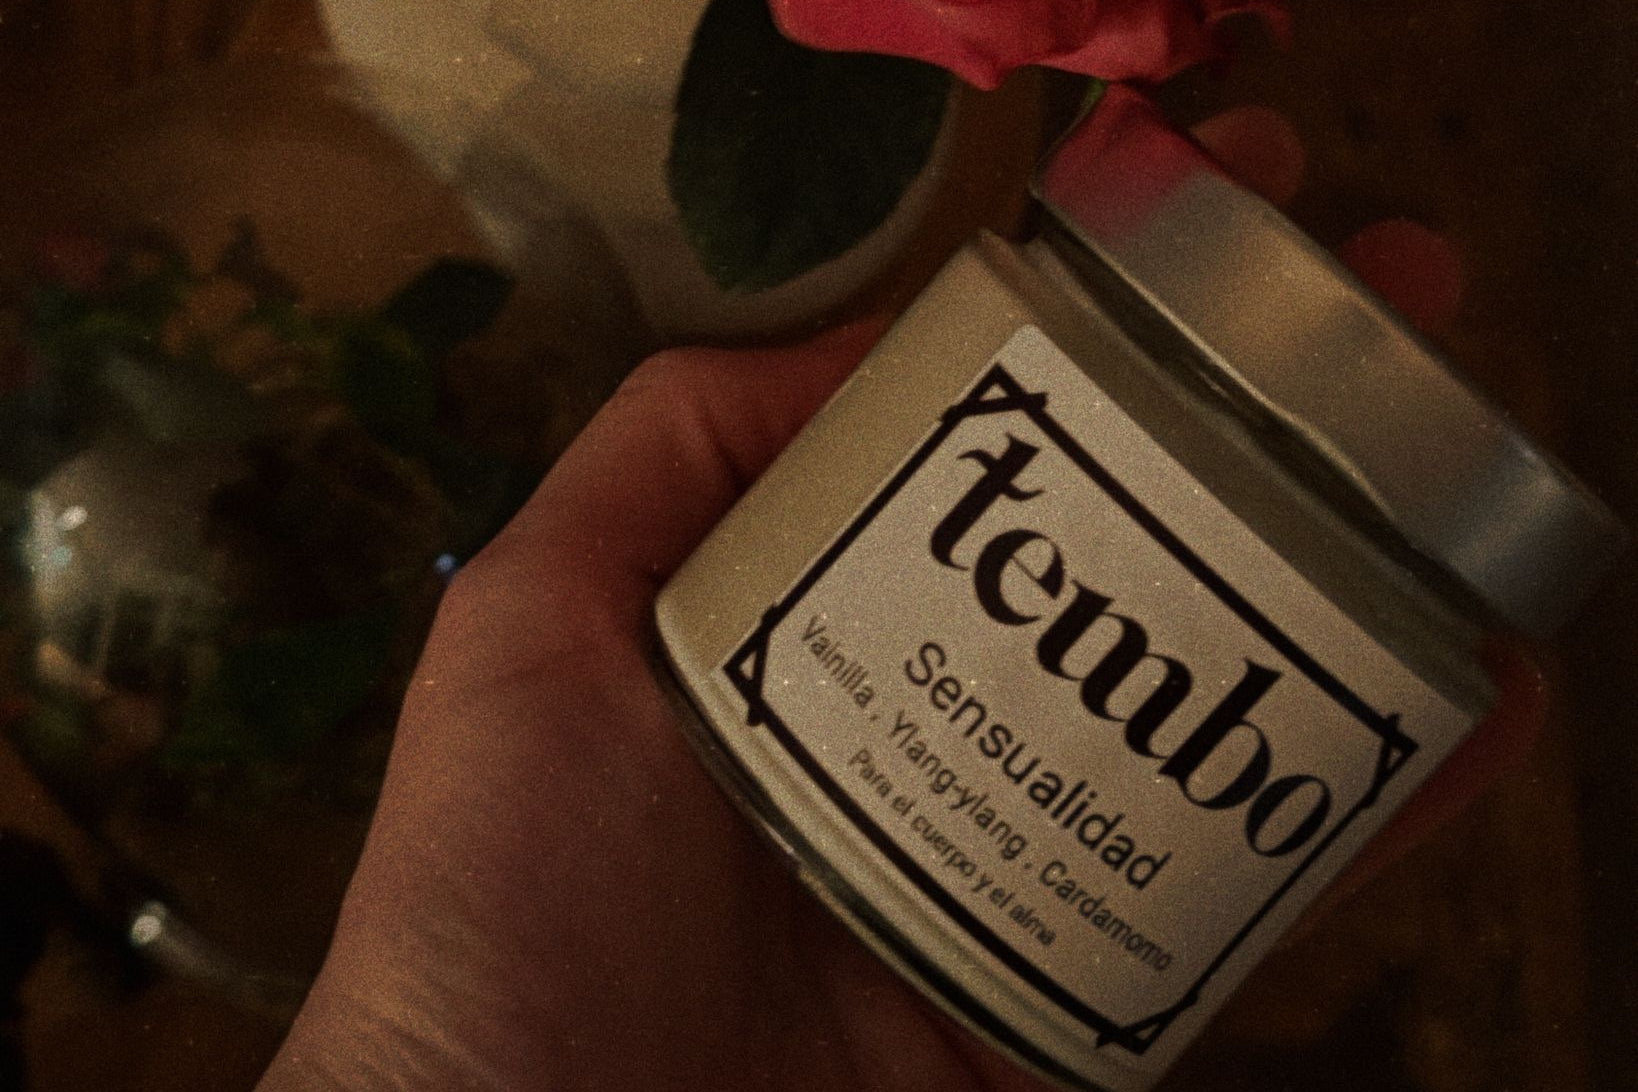 tembo
Sensualidad
Vainilla , Ylang-ylang , Cardamomo
Para el cuerpo y el alma